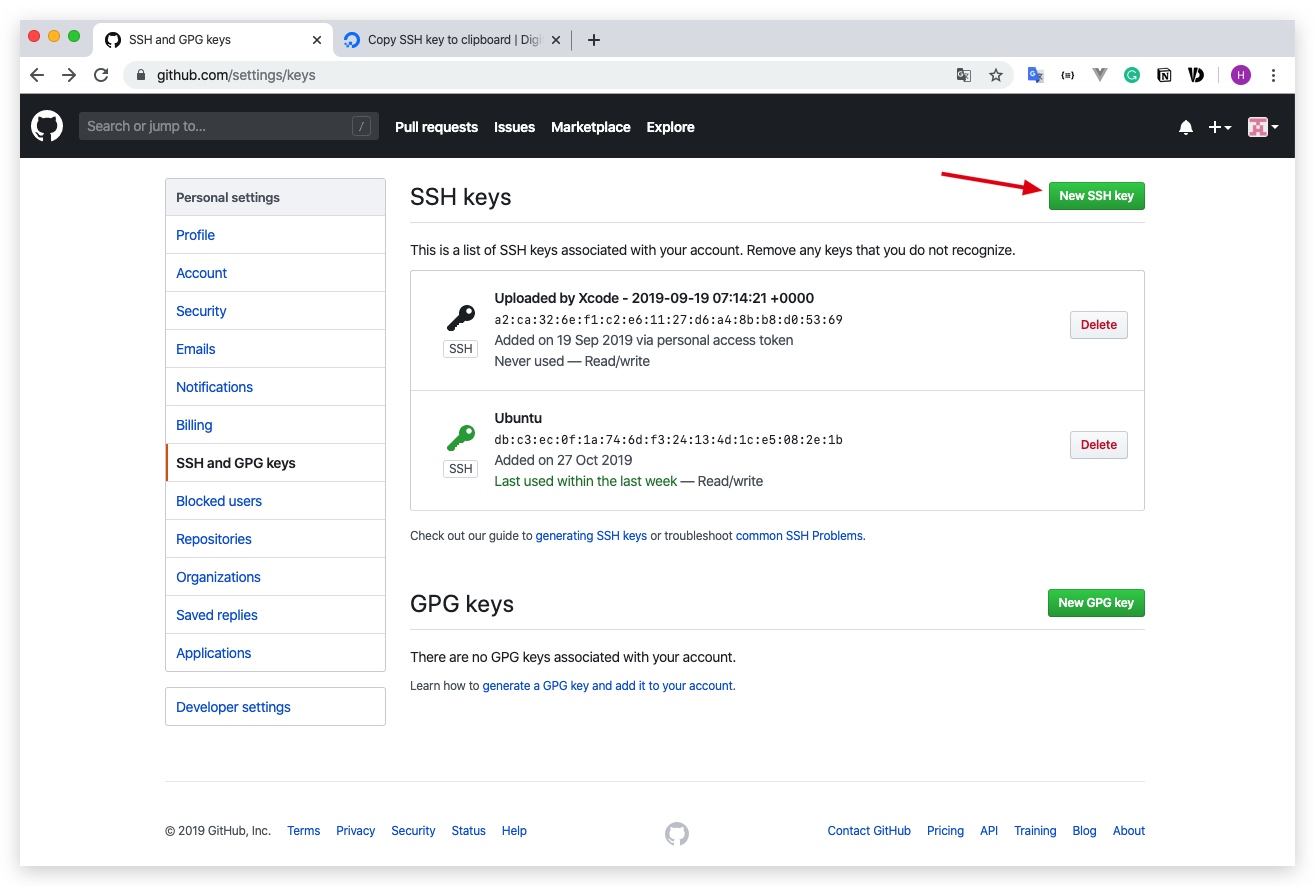 SSH and GPG keys
Copy SSH key to clipboard | Digi
github.com/settings/keys
H
Search or jump to... /
Pull requests Issues Marketplace Explore
Personal settings
Profile
Account
Security
Emails
Notifications
Billing
SSH and GPG keys
Blocked users
Repositories
Organizations
Saved replies
Applications
Developer settings
SSH keys
New SSH key
This is a list of SSH keys associated with your account. Remove any keys that you do not recognize.
Uploaded by Xcode - 2019-09-19 07:14:21 +0000
a2:ca:32:6e:f1:c2:e6:11:27:d6:a4:8b:b8:d0:53:69
SSH
Added on 19 Sep 2019 via personal access token
Never used — Read/write
Delete
Ubuntu
db:c3:ec:0f:1a:74:6d:f3:24:13:4d:1c:e5:08:2e:1b
SSH
Added on 27 Oct 2019
Last used within the last week — Read/write
Delete
Check out our guide to generating SSH keys or troubleshoot common SSH Problems.
GPG keys
New GPG key
There are no GPG keys associated with your account.
Learn how to generate a GPG key and add it to your account.
© 2019 GitHub, Inc. Terms Privacy Security Status Help
Contact GitHub Pricing API Training Blog About